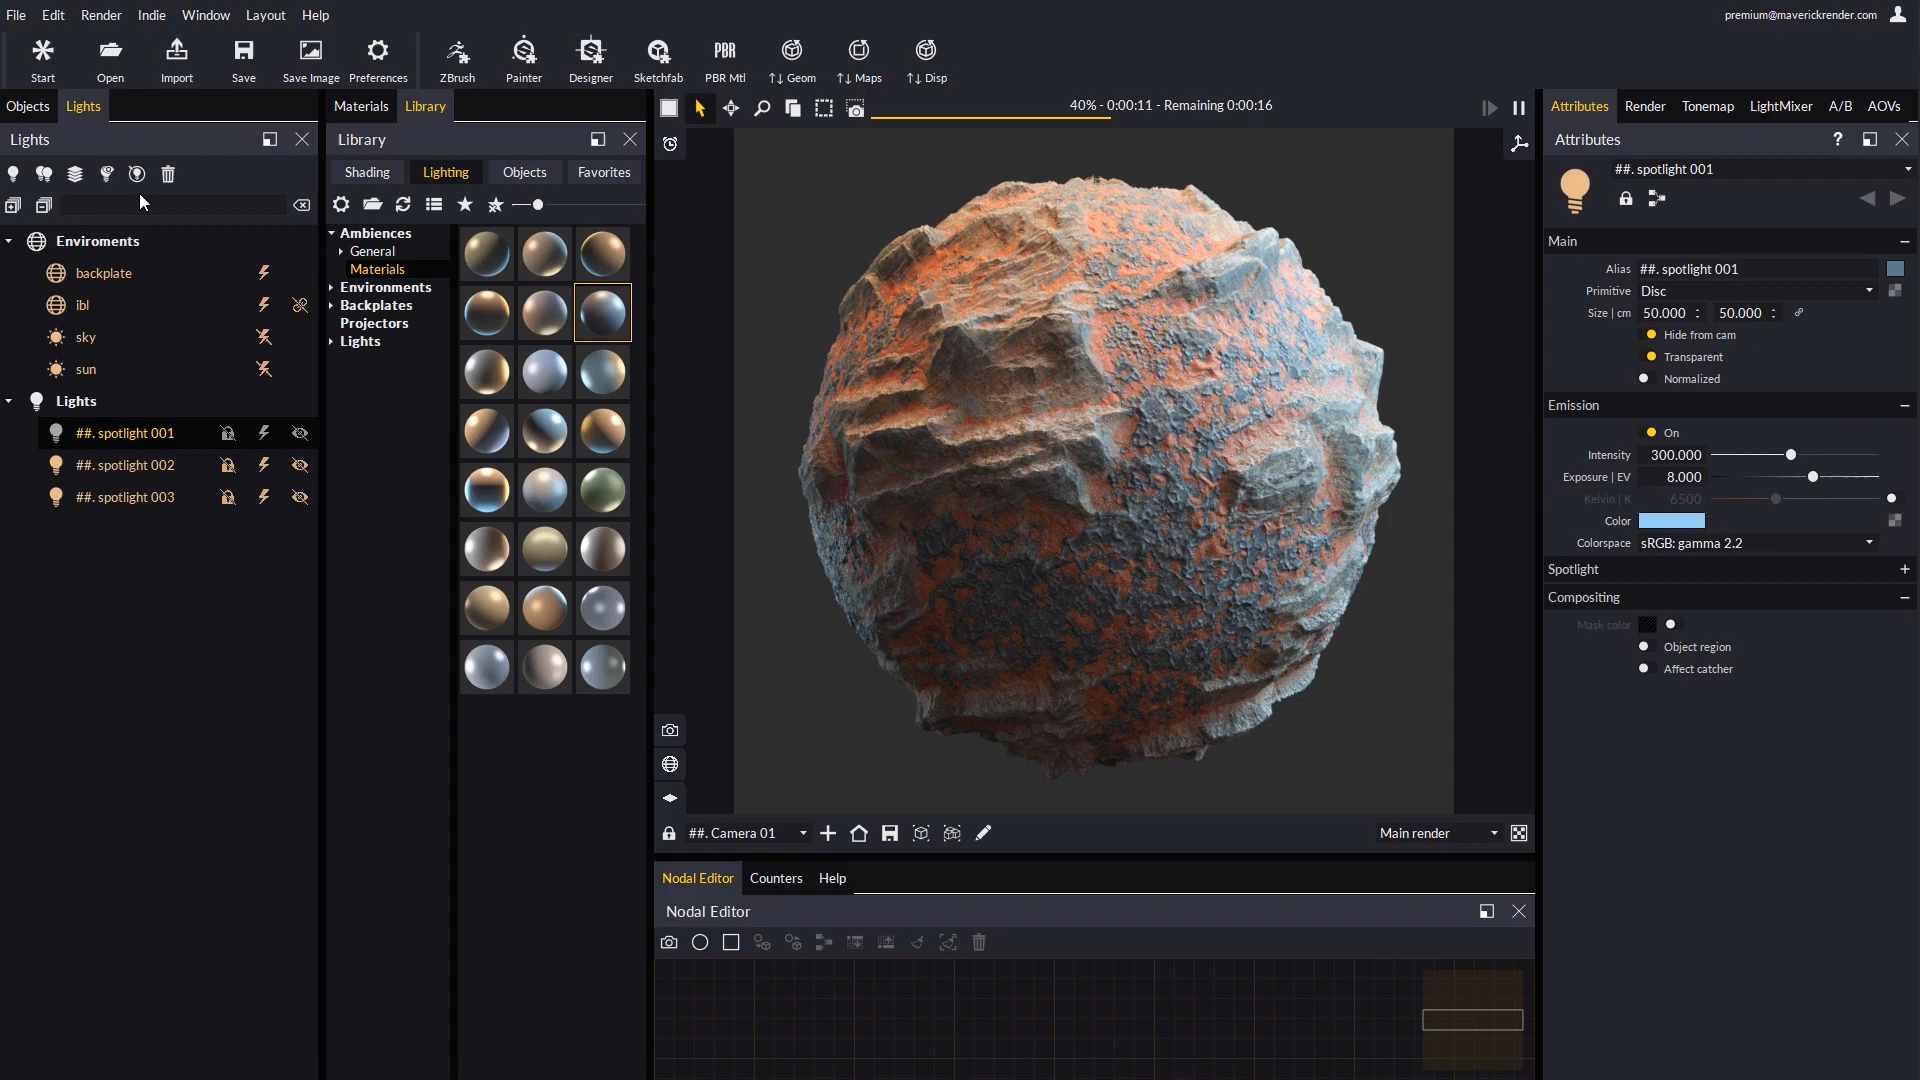 File Edit Render Indie Window Layout Help
premium@maverickrender.com
Start Open Import Save Save Image Preferences ZBrush Painter Designer Sketchfab PBR Mtl ↑↓ Geom ↑↓ Maps ↑↓ Disp
PBR
Objects Lights
Lights
Enviroments
backplate
ibl
sky
sun
Lights
##. spotlight 001
##. spotlight 002
##. spotlight 003
Materials Library
Library
Shading Lighting Objects Favorites
Ambiences
General
Materials
Environments
Backplates
Projectors
Lights
40% - 0:00:11 - Remaining 0:00:16
##. Camera 01
Main render
Nodal Editor Counters Help
Nodal Editor
Attributes Render Tonemap LightMixer A/B AOVs
Attributes ?
##. spotlight 001
Main
Alias ##. spotlight 001
Primitive Disc
Size | cm 50.000 50.000
Hide from cam
Transparent
Normalized
Emission
On
Intensity 300.000
Exposure | EV 8.000
Kelvin | K 6500
Color
Colorspace sRGB: gamma 2.2
Spotlight
Compositing
Mask color
Object region
Affect catcher